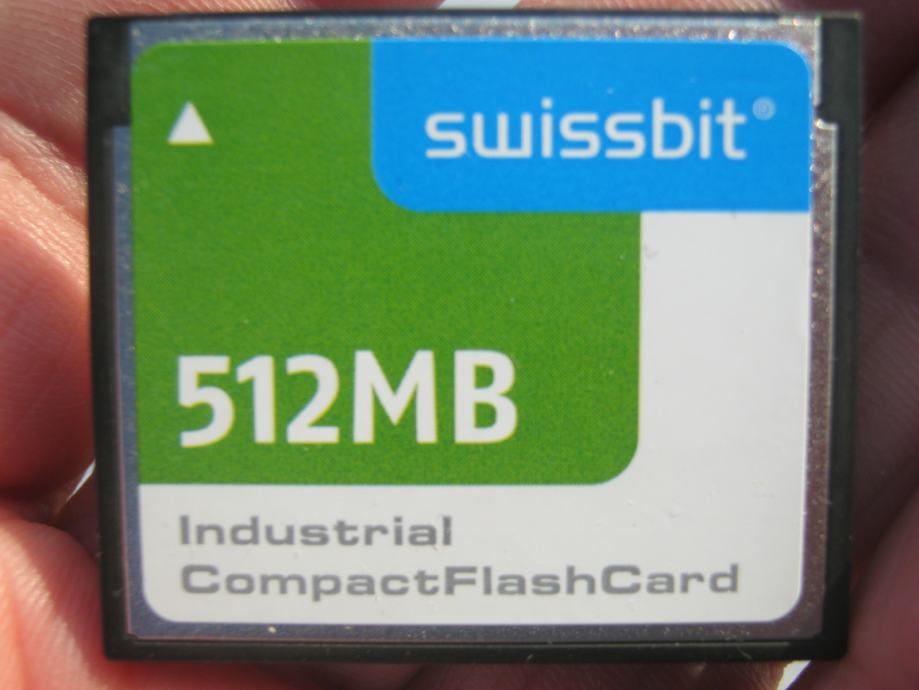 swissbit®
512MB
Industrial
CompactFlashCard